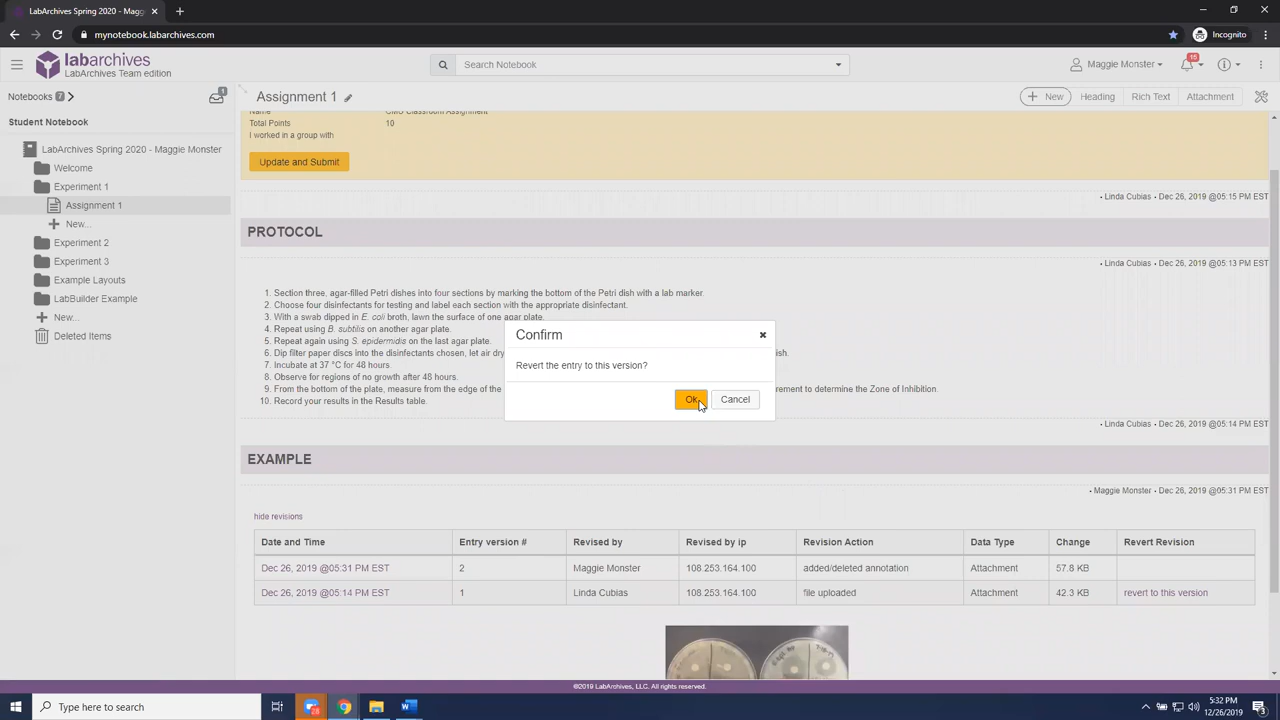 LabArchives Spring 2020 - Mag
mynotebook.labarchives.com
Incognito
labarchives
LabArchives Team edition
Search Notebook
Maggie Monster
15
Notebooks 7
1
Assignment 1
New
Heading
Rich Text
Attachment
Student Notebook
LabArchives Spring 2020 - Maggie Monster
Welcome
Experiment 1
Assignment 1
New...
Experiment 2
Experiment 3
Example Layouts
LabBuilder Example
New...
Deleted Items
Name
Total Points 10
I worked in a group with
Update and Submit
• Linda Cubias • Dec 26, 2019 @05:15 PM EST
PROTOCOL
• Linda Cubias • Dec 26, 2019 @05:13 PM EST
1. Section three, agar-filled Petri dishes into four sections by marking the bottom of the Petri dish with a lab marker.
2. Choose four disinfectants for testing and label each section with the appropriate disinfectant.
3. With a swab dipped in E. coli broth, lawn the surface of one agar plate.
4. Repeat using B. subtilis on another agar plate.
5. Repeat again using S. epidermidis on the last agar plate.
6. Dip filter paper discs into the disinfectants chosen, let air dry
7. Incubate at 37 °C for 48 hours.
8. Observe for regions of no growth after 48 hours.
9. From the bottom of the plate, measure from the edge of the
10. Record your results in the Results table.
Confirm
Revert the entry to this version?
Ok
Cancel
• Linda Cubias • Dec 26, 2019 @05:14 PM EST
EXAMPLE
• Maggie Monster • Dec 26, 2019 @05:31 PM EST
hide revisions
Date and Time Entry version # Revised by Revised by ip Revision Action Data Type Change Revert Revision
Dec 26, 2019 @05:31 PM EST 2 Maggie Monster 108.253.164.100 added/deleted annotation Attachment 57.8 KB
Dec 26, 2019 @05:14 PM EST 1 Linda Cubias 108.253.164.100 file uploaded Attachment 42.3 KB revert to this version
©2019 LabArchives, LLC. All rights reserved.
Type here to search
5:32 PM
12/26/2019